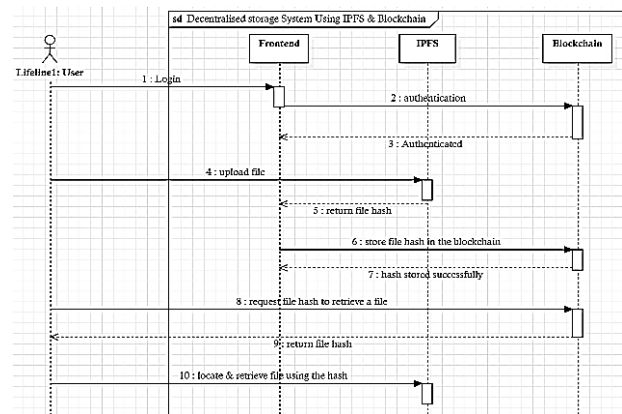 sd Decentralised storage System Using IPFS & Blockchain
Frontend
IPFS
Blockchain
Lifeline1: User
1 : Login
2 : authentication
3 : Authenticated
4 : upload file
5 : return file hash
6 : store file hash in the blockchain
7 : hash stored successfully
8 : request file hash to retrieve a file
9 : return file hash
10 : locate & retrieve file using the hash